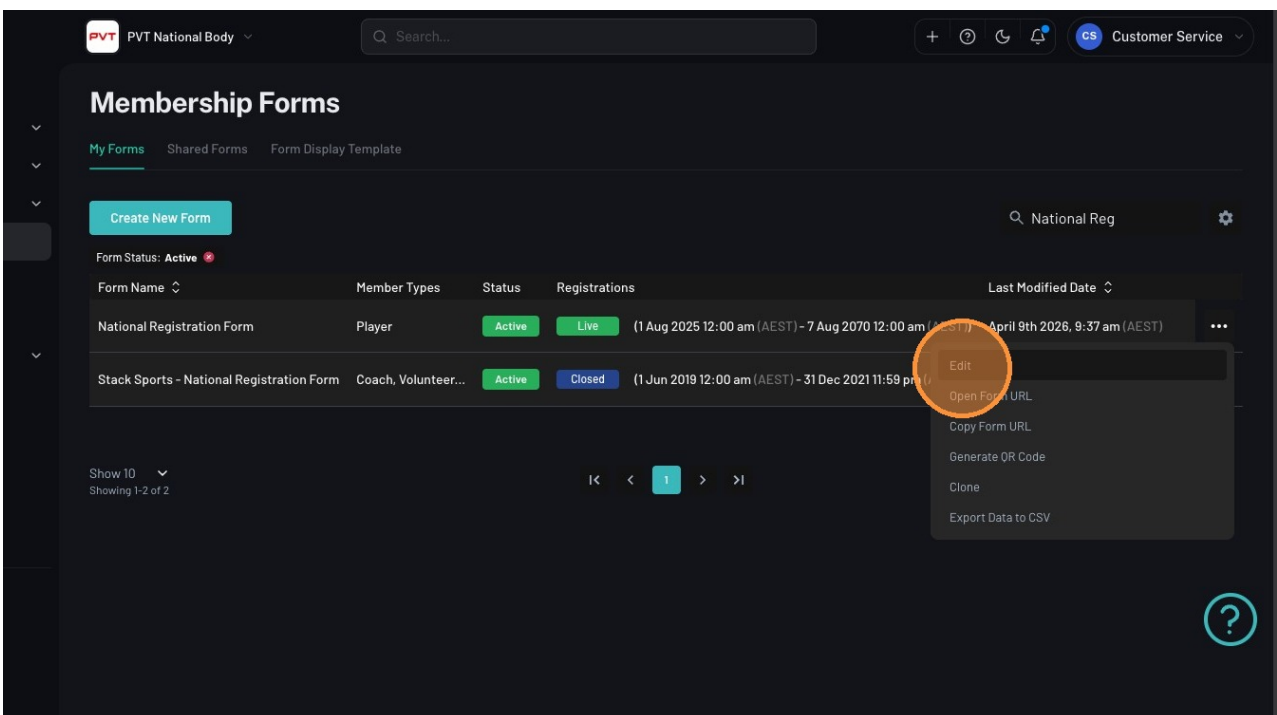 PVT PVT National Body Search... CS Customer Service
Membership Forms
My Forms Shared Forms Form Display Template
Create New Form National Reg
Form Status: Active
Form Name Member Types Status Registrations Last Modified Date
National Registration Form Player Active Live (1 Aug 2025 12:00 am (AEST) - 7 Aug 2070 12:00 am (AEST)) April 9th 2026, 9:37 am (AEST)
Edit
Stack Sports - National Registration Form Coach, Volunteer... Active Closed (1 Jun 2019 12:00 am (AEST) - 31 Dec 2021 11:59 pm
Open Form URL
Copy Form URL
Generate QR Code
Clone
Export Data to CSV
Show 10
Showing 1-2 of 2
1
?